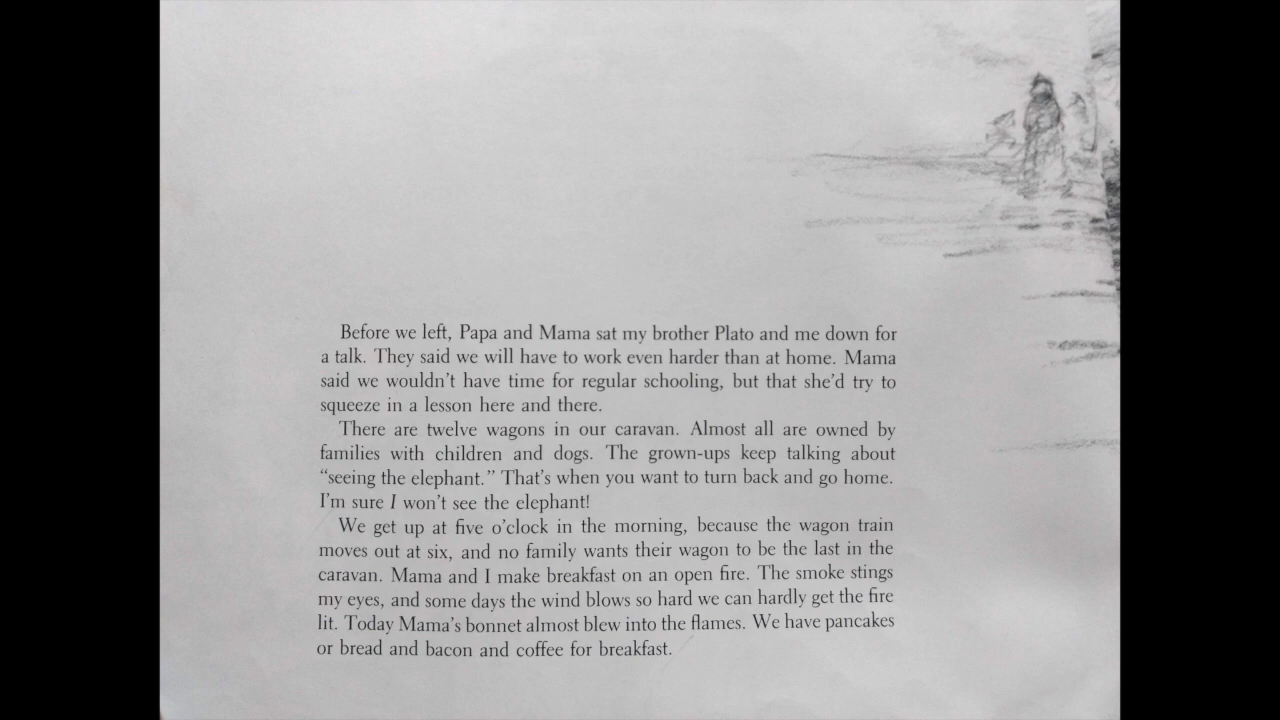 Before we left, Papa and Mama sat my brother Plato and me down for
a talk. They said we will have to work even harder than at home. Mama
said we wouldn't have time for regular schooling, but that she'd try to
squeeze in a lesson here and there.
There are twelve wagons in our caravan. Almost all are owned by
families with children and dogs. The grown-ups keep talking about
“seeing the elephant.” That's when you want to turn back and go home.
I'm sure I won't see the elephant!
We get up at five o'clock in the morning, because the wagon train
moves out at six, and no family wants their wagon to be the last in the
caravan. Mama and I make breakfast on an open fire. The smoke stings
my eyes, and some days the wind blows so hard we can hardly get the fire
lit. Today Mama's bonnet almost blew into the flames. We have pancakes
or bread and bacon and coffee for breakfast.